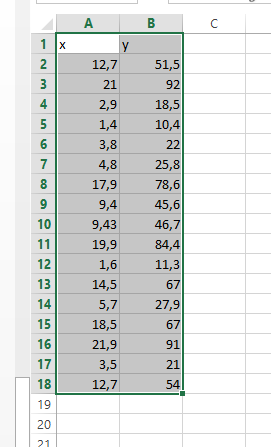 A B C
1 x y
2 12,7 51,5
3 21 92
4 2,9 18,5
5 1,4 10,4
6 3,8 22
7 4,8 25,8
8 17,9 78,6
9 9,4 45,6
10 9,43 46,7
11 19,9 84,4
12 1,6 11,3
13 14,5 67
14 5,7 27,9
15 18,5 67
16 21,9 91
17 3,5 21
18 12,7 54
19
20
21